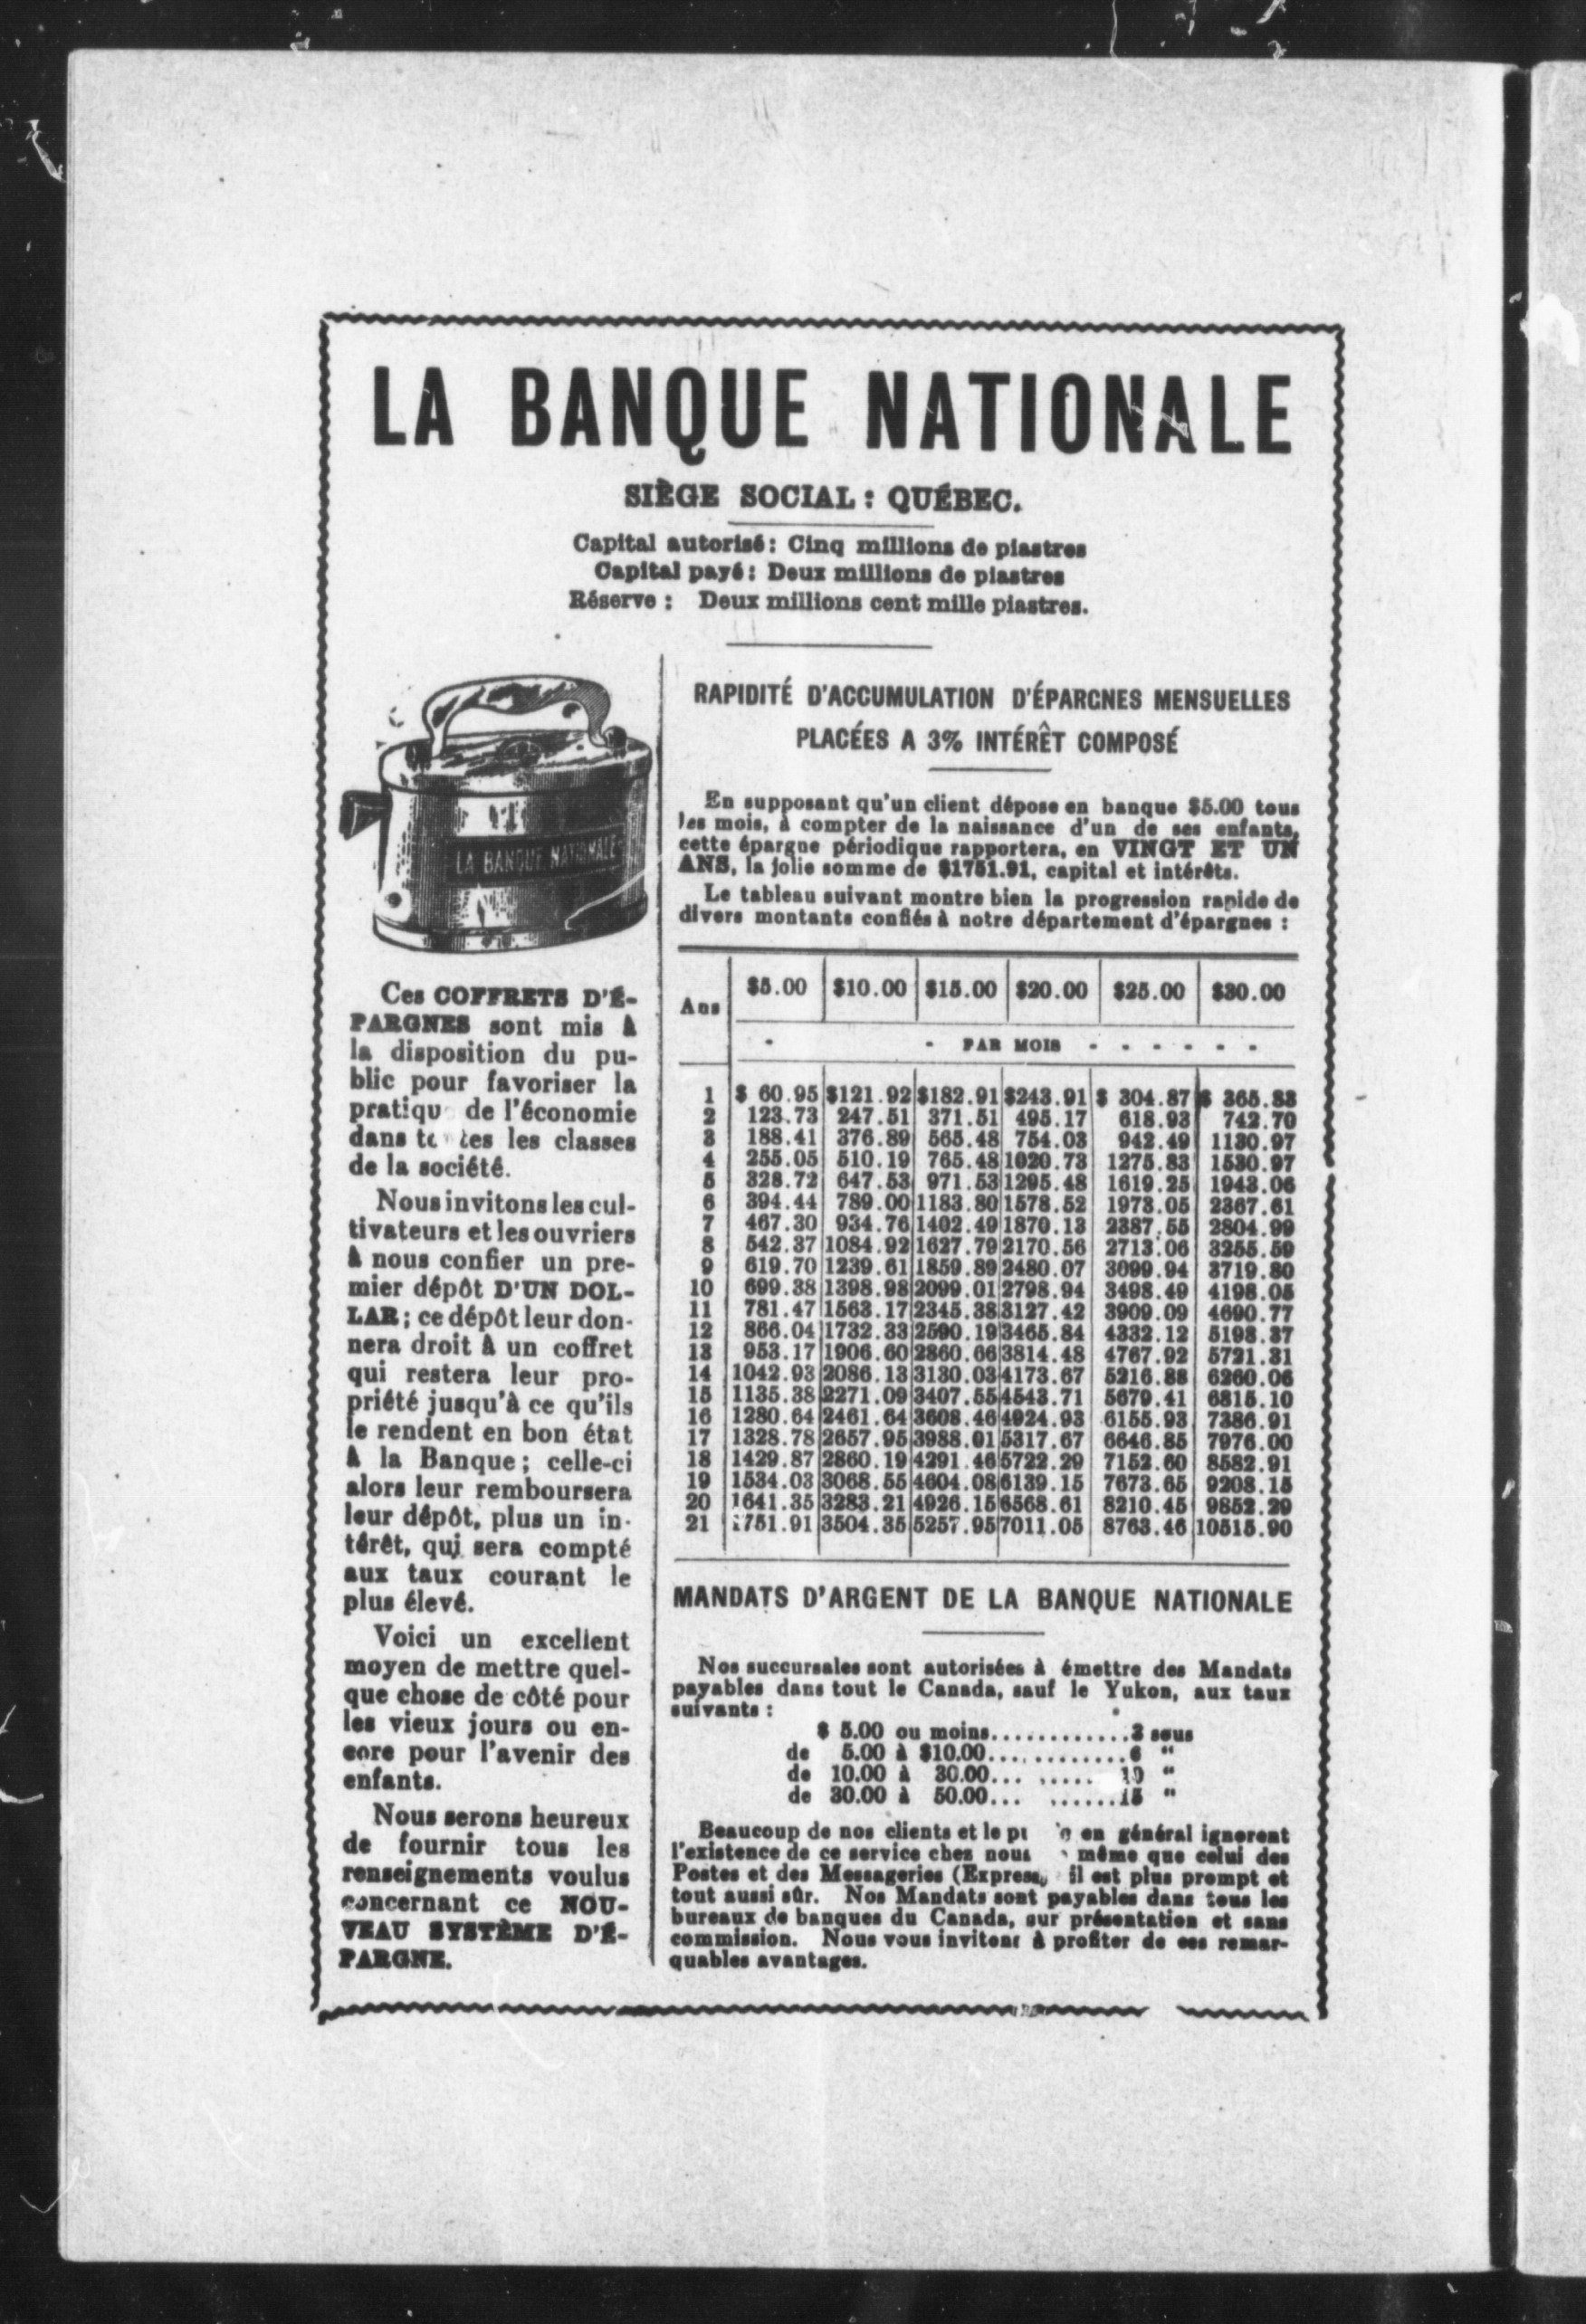 LA BANQUE NATIONALE
SIÈGE SOCIAL : QUÉBEC.
Capital autorisé : Cinq millions de piastres
Capital payé : Deux millions de piastres
Réserve : Deux millions cent mille piastres.
LA BANQUE NATIONALE
Ces COFFRETS D'É-
PARGNES sont mis à
la disposition du pu-
blic pour favoriser la
pratiqu de l'économie
dans les classes
de la société.
Nous invitons les cul-
tivateurs et les ouvriers
à nous confier un pre-
mier dépôt D'UN DOL-
LAR ; ce dépôt leur don-
nera droit à un coffret
qui restera leur pro-
priété jusqu'à ce qu'ils
le rendent en bon état
à la Banque ; celle-ci
alors leur remboursera
leur dépôt, plus un in-
térêt, qui sera compté
aux taux courant le
plus élevé.
Voici un excellent
moyen de mettre quel-
que chose de côté pour
les vieux jours ou en-
core pour l'avenir des
enfants.
Nous serons heureux
de fournir tous les
renseignements voulus
concernant ce NOU-
VEAU SYSTÈME D'É-
PARGNE.
RAPIDITÉ D'ACCUMULATION D'ÉPARGNES MENSUELLES
PLACÉES A 3% INTÉRÊT COMPOSÉ
En supposant qu'un client dépose en banque $5.00 tous
les mois, à compter de la naissance d'un de ses enfants,
cette épargne périodique rapportera, en VINGT ET UN
ANS, la jolie somme de $1751.91, capital et intérêts.
Le tableau suivant montre bien la progression rapide de
divers montants confiés à notre département d'épargnes :
Ans $5.00 $10.00 $15.00 $20.00 $25.00 $30.00
- - PAR MOIS - - - - - -
1 $ 60.95 $121.92 $182.91 $243.91 $ 304.87 $ 365.83
2 123.73 247.51 371.51 495.17 618.93 742.70
3 188.41 376.89 565.48 754.03 942.49 1130.97
4 255.05 510.19 765.48 1020.73 1275.83 1530.97
5 328.72 647.53 971.53 1295.48 1619.25 1943.06
6 394.44 789.00 1183.80 1578.52 1973.05 2367.61
7 467.30 934.76 1402.49 1870.13 2387.55 2804.99
8 542.37 1084.92 1627.79 2170.56 2713.06 3255.59
9 619.70 1239.61 1859.89 2480.07 3099.94 3719.80
10 699.38 1398.98 2099.01 2798.94 3498.49 4198.05
11 781.47 1563.17 2345.38 3127.42 3909.09 4690.77
12 866.04 1732.33 2590.19 3465.84 4332.12 5198.37
13 953.17 1906.60 2860.66 3814.48 4767.92 5721.31
14 1042.93 2086.13 3130.03 4173.67 5216.88 6260.06
15 1135.38 2271.09 3407.55 4543.71 5679.41 6815.10
16 1280.64 2461.64 3608.46 4924.93 6155.93 7386.91
17 1328.78 2657.95 3988.01 5317.67 6646.85 7976.00
18 1429.87 2860.19 4291.46 5722.29 7152.60 8582.91
19 1534.03 3068.55 4604.08 6139.15 7673.65 9208.15
20 1641.35 3283.21 4926.15 6568.61 8210.45 9852.29
21 1751.91 3504.35 5257.95 7011.05 8763.46 10515.90
MANDATS D'ARGENT DE LA BANQUE NATIONALE
Nos succursales sont autorisées à émettre des Mandats
payables dans tout le Canada, sauf le Yukon, aux taux
suivants :
$ 5.00 ou moins............3 sous
de 5.00 à $10.00............6 "
de 10.00 à 30.00... ...... 10 "
de 30.00 à 50.00... .......15 "
Beaucoup de nos clients et le en général ignorent
l'existence de ce service chez nous même que celui des
Postes et des Messageries (Express, il est plus prompt et
tout aussi sûr. Nos Mandats sont payables dans tous les
bureaux de banques du Canada, sur présentation et sans
commission. Nous vous invitons à profiter de ces remar-
quables avantages.